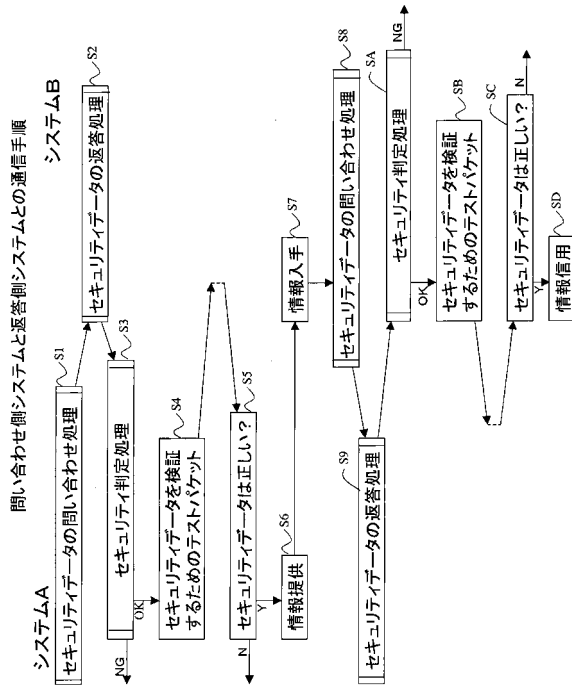 問い合わせ側システムと返答側システムとの通信手順
システムA
システムB
S1
セキュリティデータの問い合わせ処理
S2
セキュリティデータの返答処理
S3
セキュリティ判定処理
NG
OK
S4
セキュリティデータを検証
するためのテストパケット
S5
セキュリティデータは正しい?
N
Y
S6
情報提供
S7
情報入手
S8
セキュリティデータの問い合わせ処理
S9
セキュリティデータの返答処理
SA
セキュリティ判定処理
NG
OK
SB
セキュリティデータを検証
するためのテストパケット
SC
セキュリティデータは正しい?
N
Y
SD
情報信用